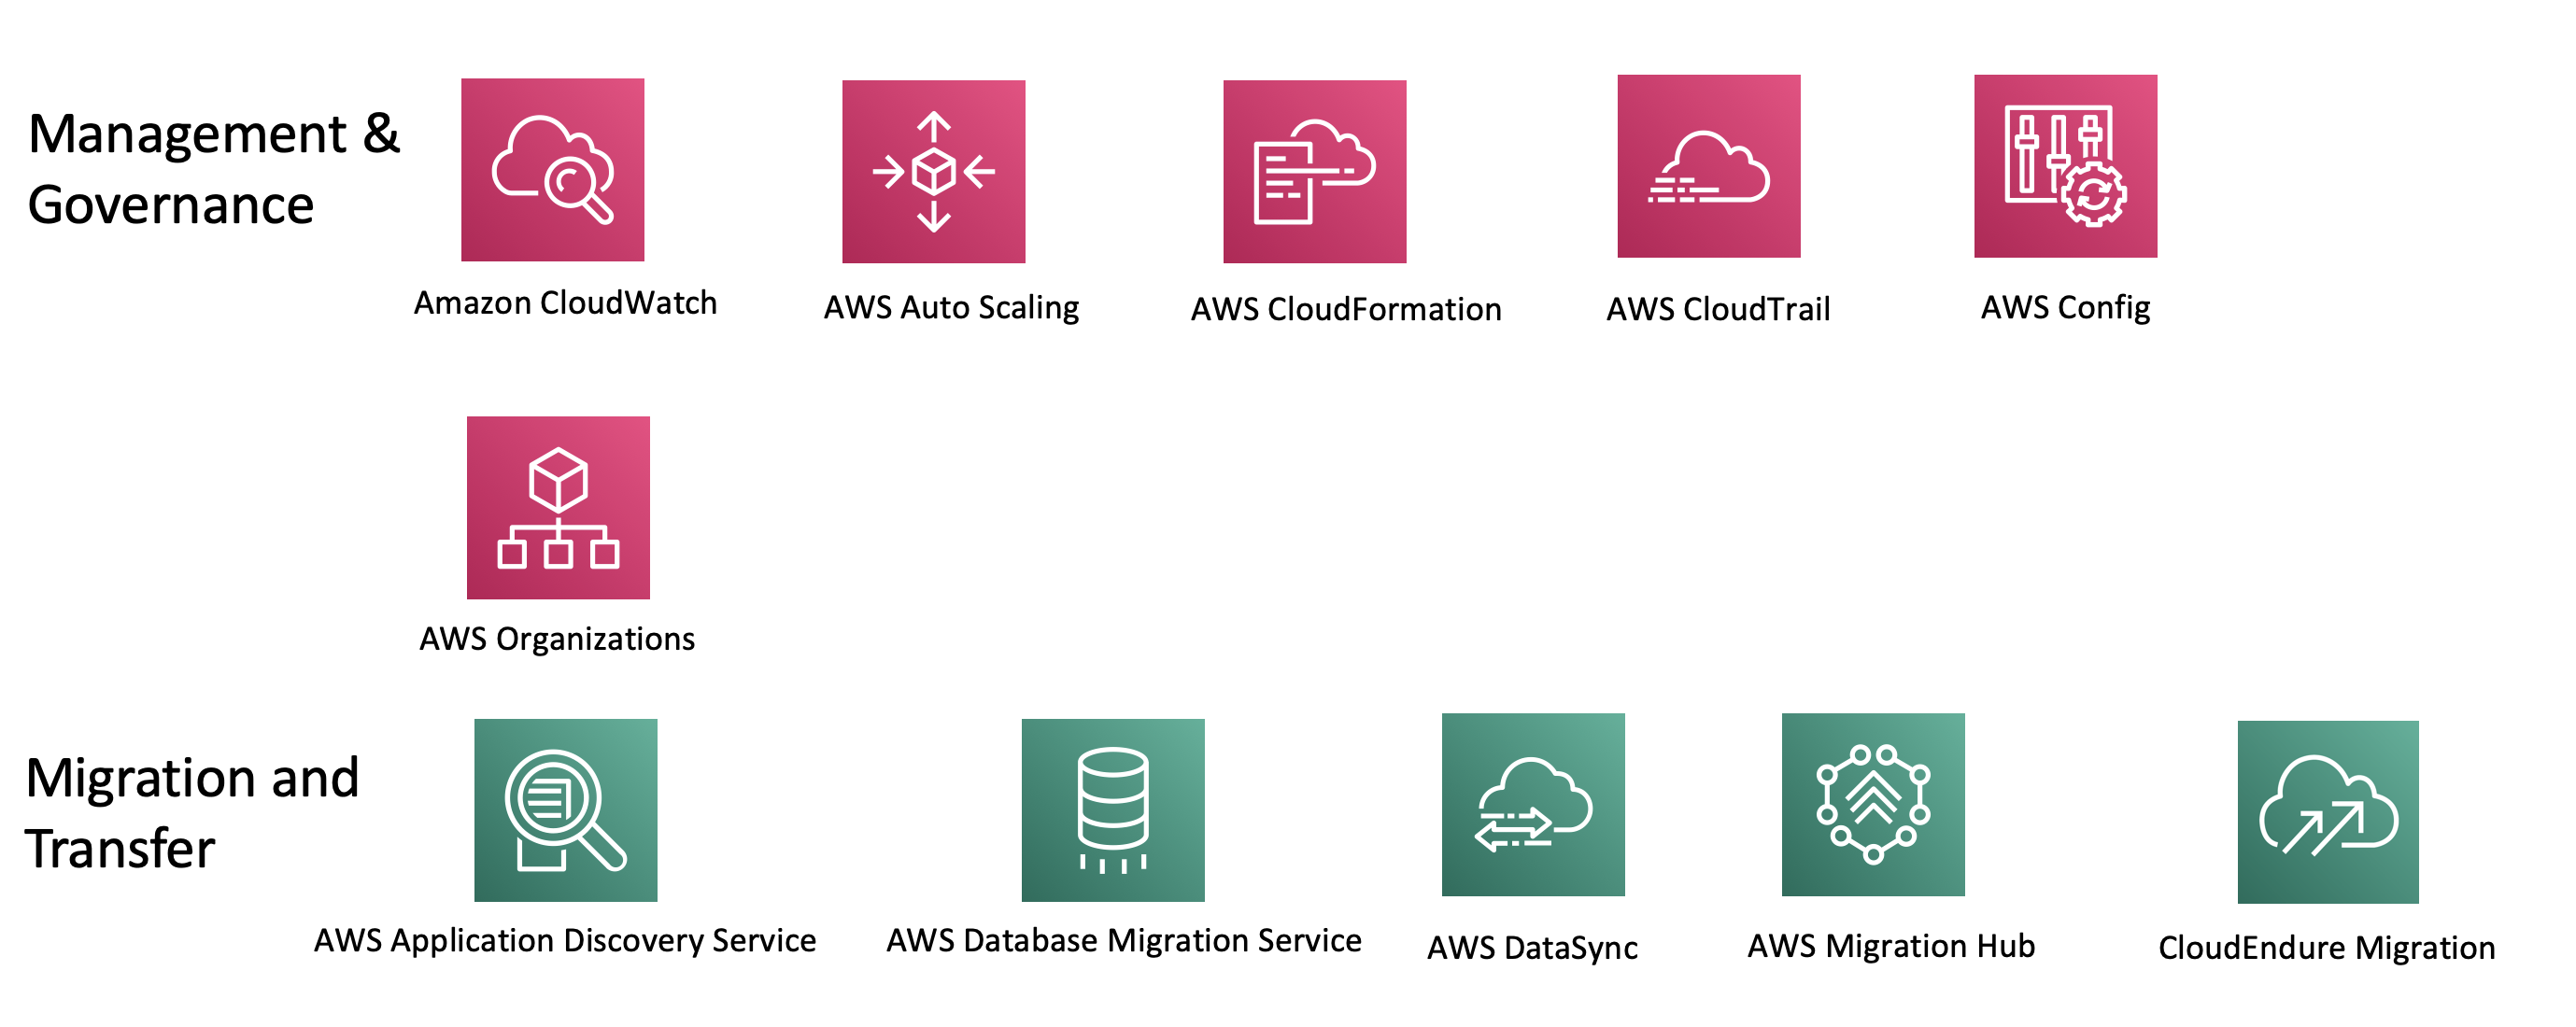 Management &
Governance
Amazon CloudWatch
AWS Auto Scaling
AWS CloudFormation
AWS CloudTrail
AWS Config
AWS Organizations
Migration and
Transfer
AWS Application Discovery Service
AWS Database Migration Service
AWS DataSync
AWS Migration Hub
CloudEndure Migration